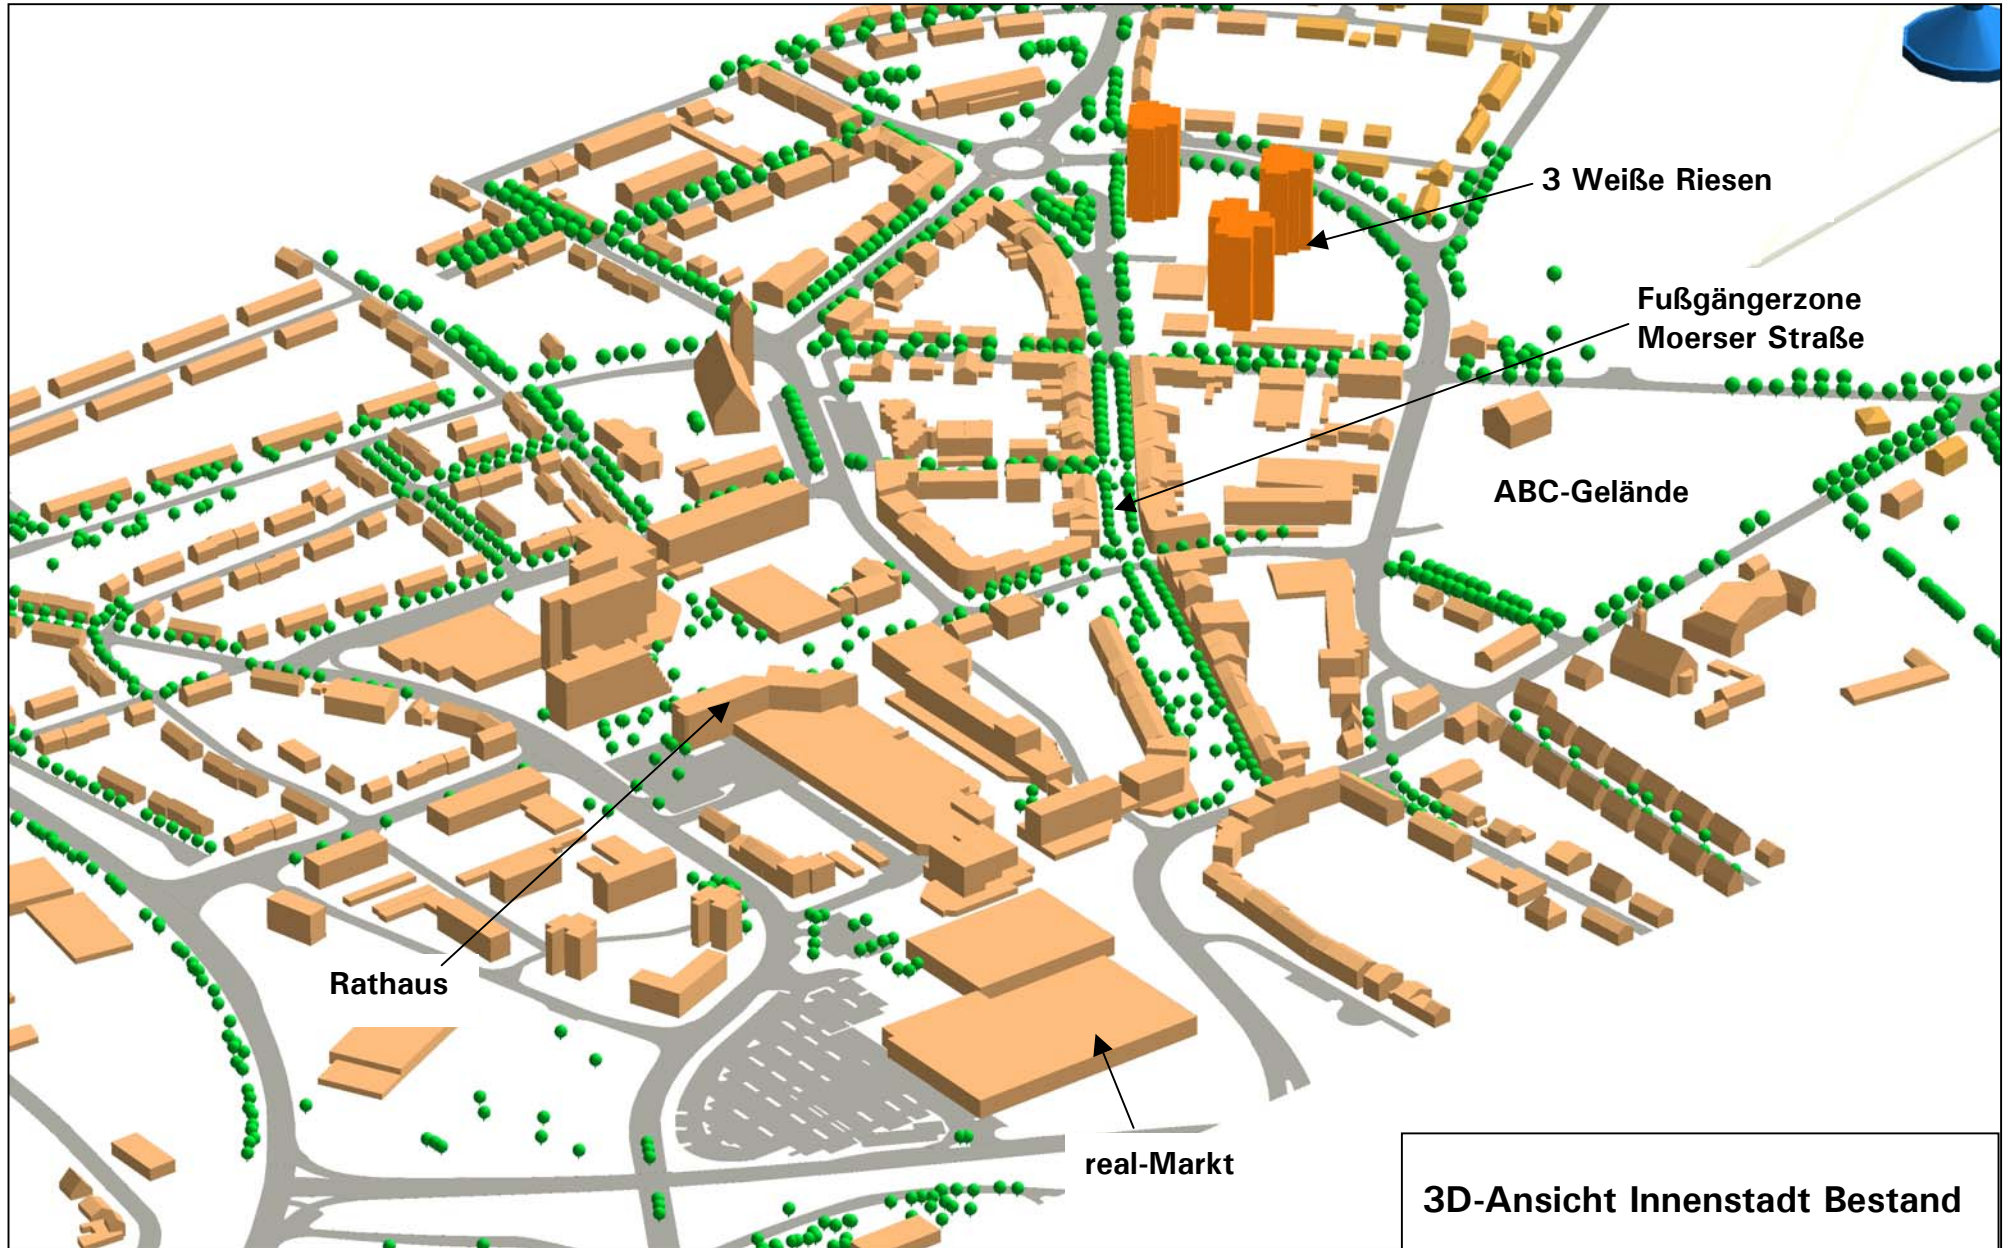 3 Weiße Riesen
Fußgängerzone
Moerser Straße
ABC-Gelände
Rathaus
real-Markt
3D-Ansicht Innenstadt Bestand